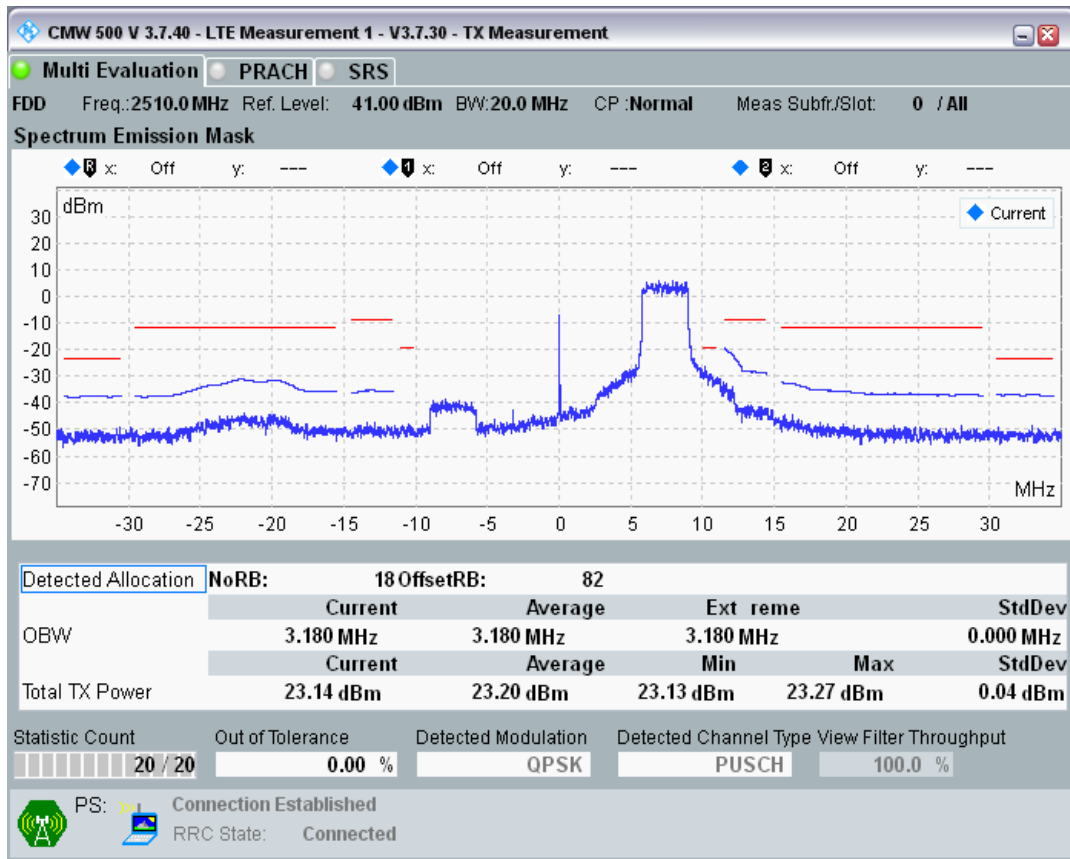 CMW 500 V 3.7.40 - LTE Measurement 1 - V3.7.30 - TX Measurement
Multi Evaluation PRACH SRS
FDD Freq.:2510.0 MHz Ref. Level: 41.00 dBm BW:20.0 MHz CP :Normal Meas Subfr./Slot: 0 / All
Spectrum Emission Mask
R x: Off y: --- 1 x: Off y: --- 2 x: Off y: ---
dBm
Current
30
20
10
0
-10
-20
-30
-40
-50
-60
-70
MHz
-30 -25 -20 -15 -10 -5 0 5 10 15 20 25 30
Detected Allocation NoRB: 18 OffsetRB: 82
Current Average Ext reme StdDev
OBW 3.180 MHz 3.180 MHz 3.180 MHz 0.000 MHz
Current Average Min Max StdDev
Total TX Power 23.14 dBm 23.20 dBm 23.13 dBm 23.27 dBm 0.04 dBm
Statistic Count Out of Tolerance Detected Modulation Detected Channel Type View Filter Throughput
20 / 20 0.00 % QPSK PUSCH 100.0 %
PS: Connection Established
RRC State: Connected